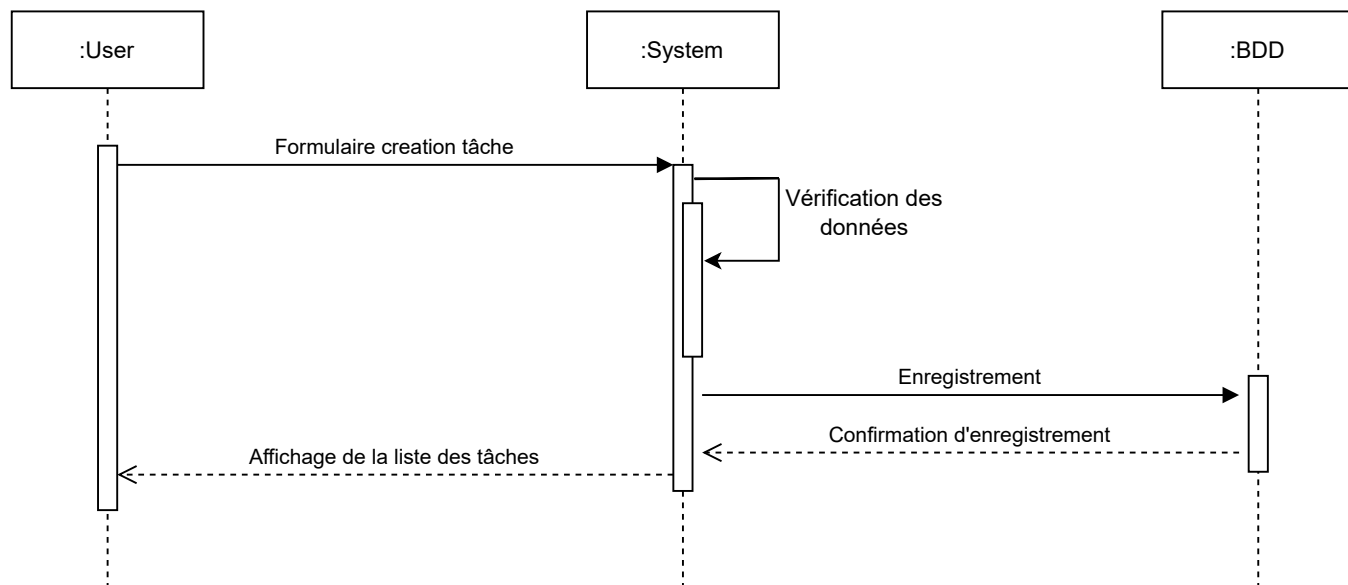 :User
:System
:BDD
Formulaire creation tâche
Vérification des
données
Enregistrement
Confirmation d'enregistrement
Affichage de la liste des tâches